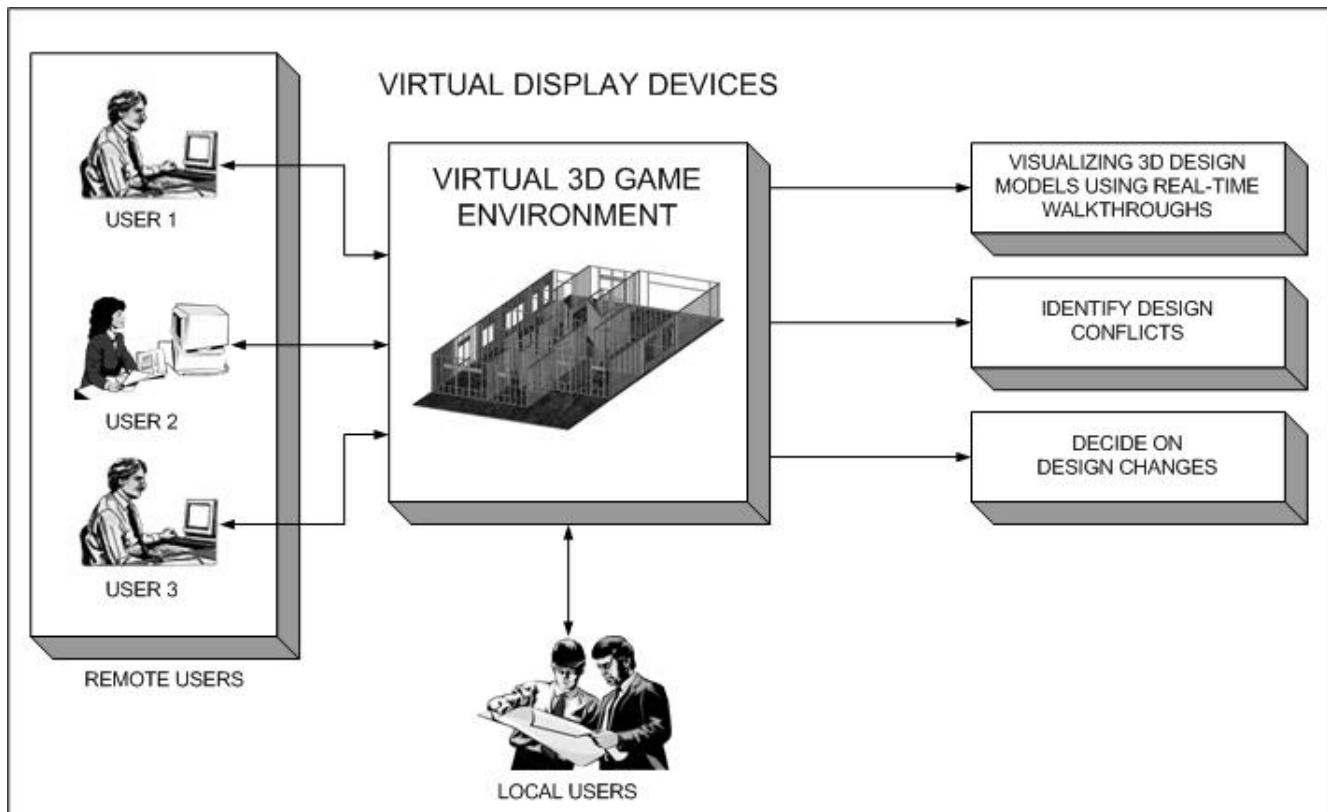 VIRTUAL DISPLAY DEVICES
USER 1
USER 2
USER 3
REMOTE USERS
VIRTUAL 3D GAME
ENVIRONMENT
LOCAL USERS
VISUALIZING 3D DESIGN
MODELS USING REAL-TIME
WALKTHROUGHS
IDENTIFY DESIGN
CONFLICTS
DECIDE ON
DESIGN CHANGES